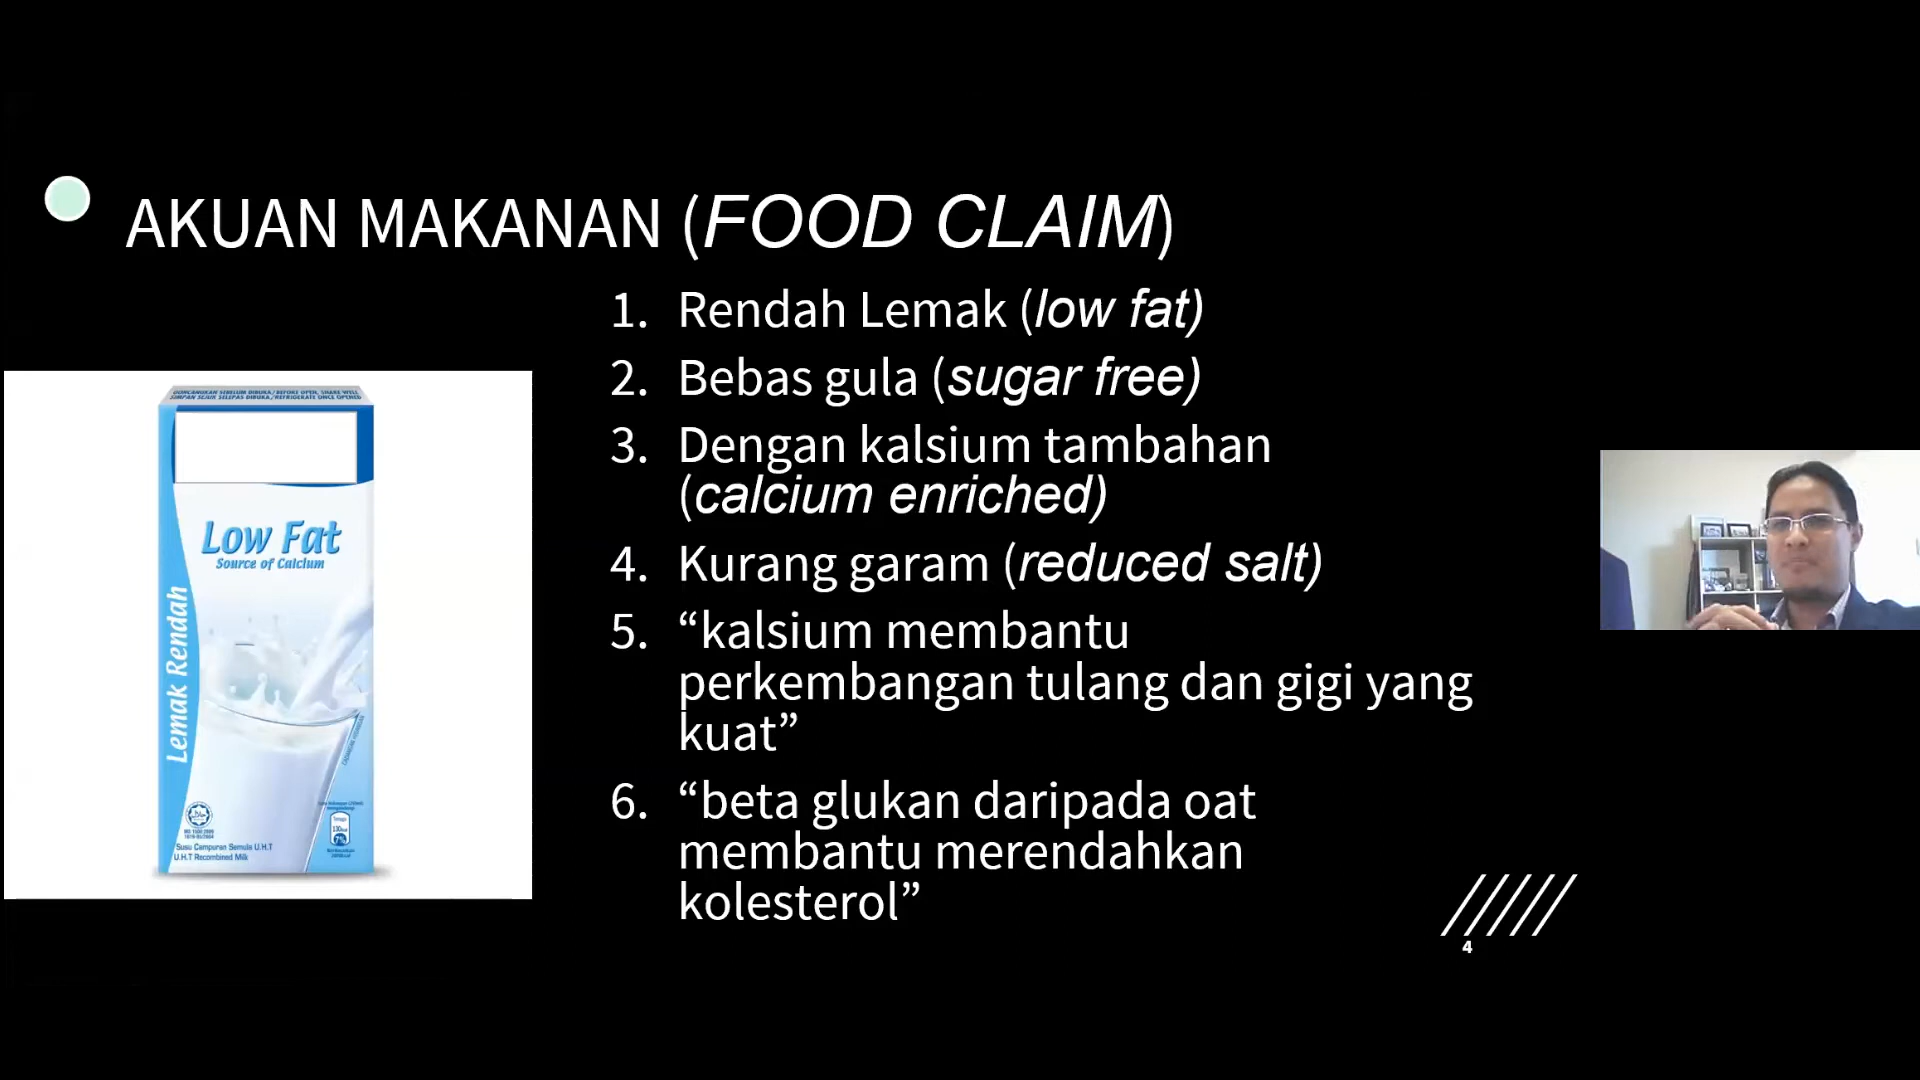 AKUAN MAKANAN (FOOD CLAIM)
1. Rendah Lemak (low fat)
2. Bebas gula (sugar free)
3. Dengan kalsium tambahan
(calcium enriched)
4. Kurang garam (reduced salt)
5. “kalsium membantu
perkembangan tulang dan gigi yang
kuat”
6. “beta glukan daripada oat
membantu merendahkan
kolesterol”
4
GONCANGKAN SEBELUM DIBUKA / BEFORE OPEN, SHAKE WELL
SIMPAN SEJUK SELEPAS DIBUKA / REFRIGERATE ONCE OPENED
Low Fat
Source of Calcium
Lemak Rendah
Susu Campuran Semula U.H.T
U.H.T Recombined Milk